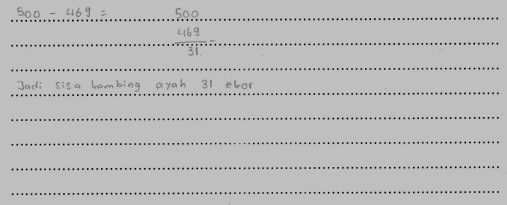 500 - 469 = 500
469 -
31
Jadi sisa kambing ayah 31 ekor